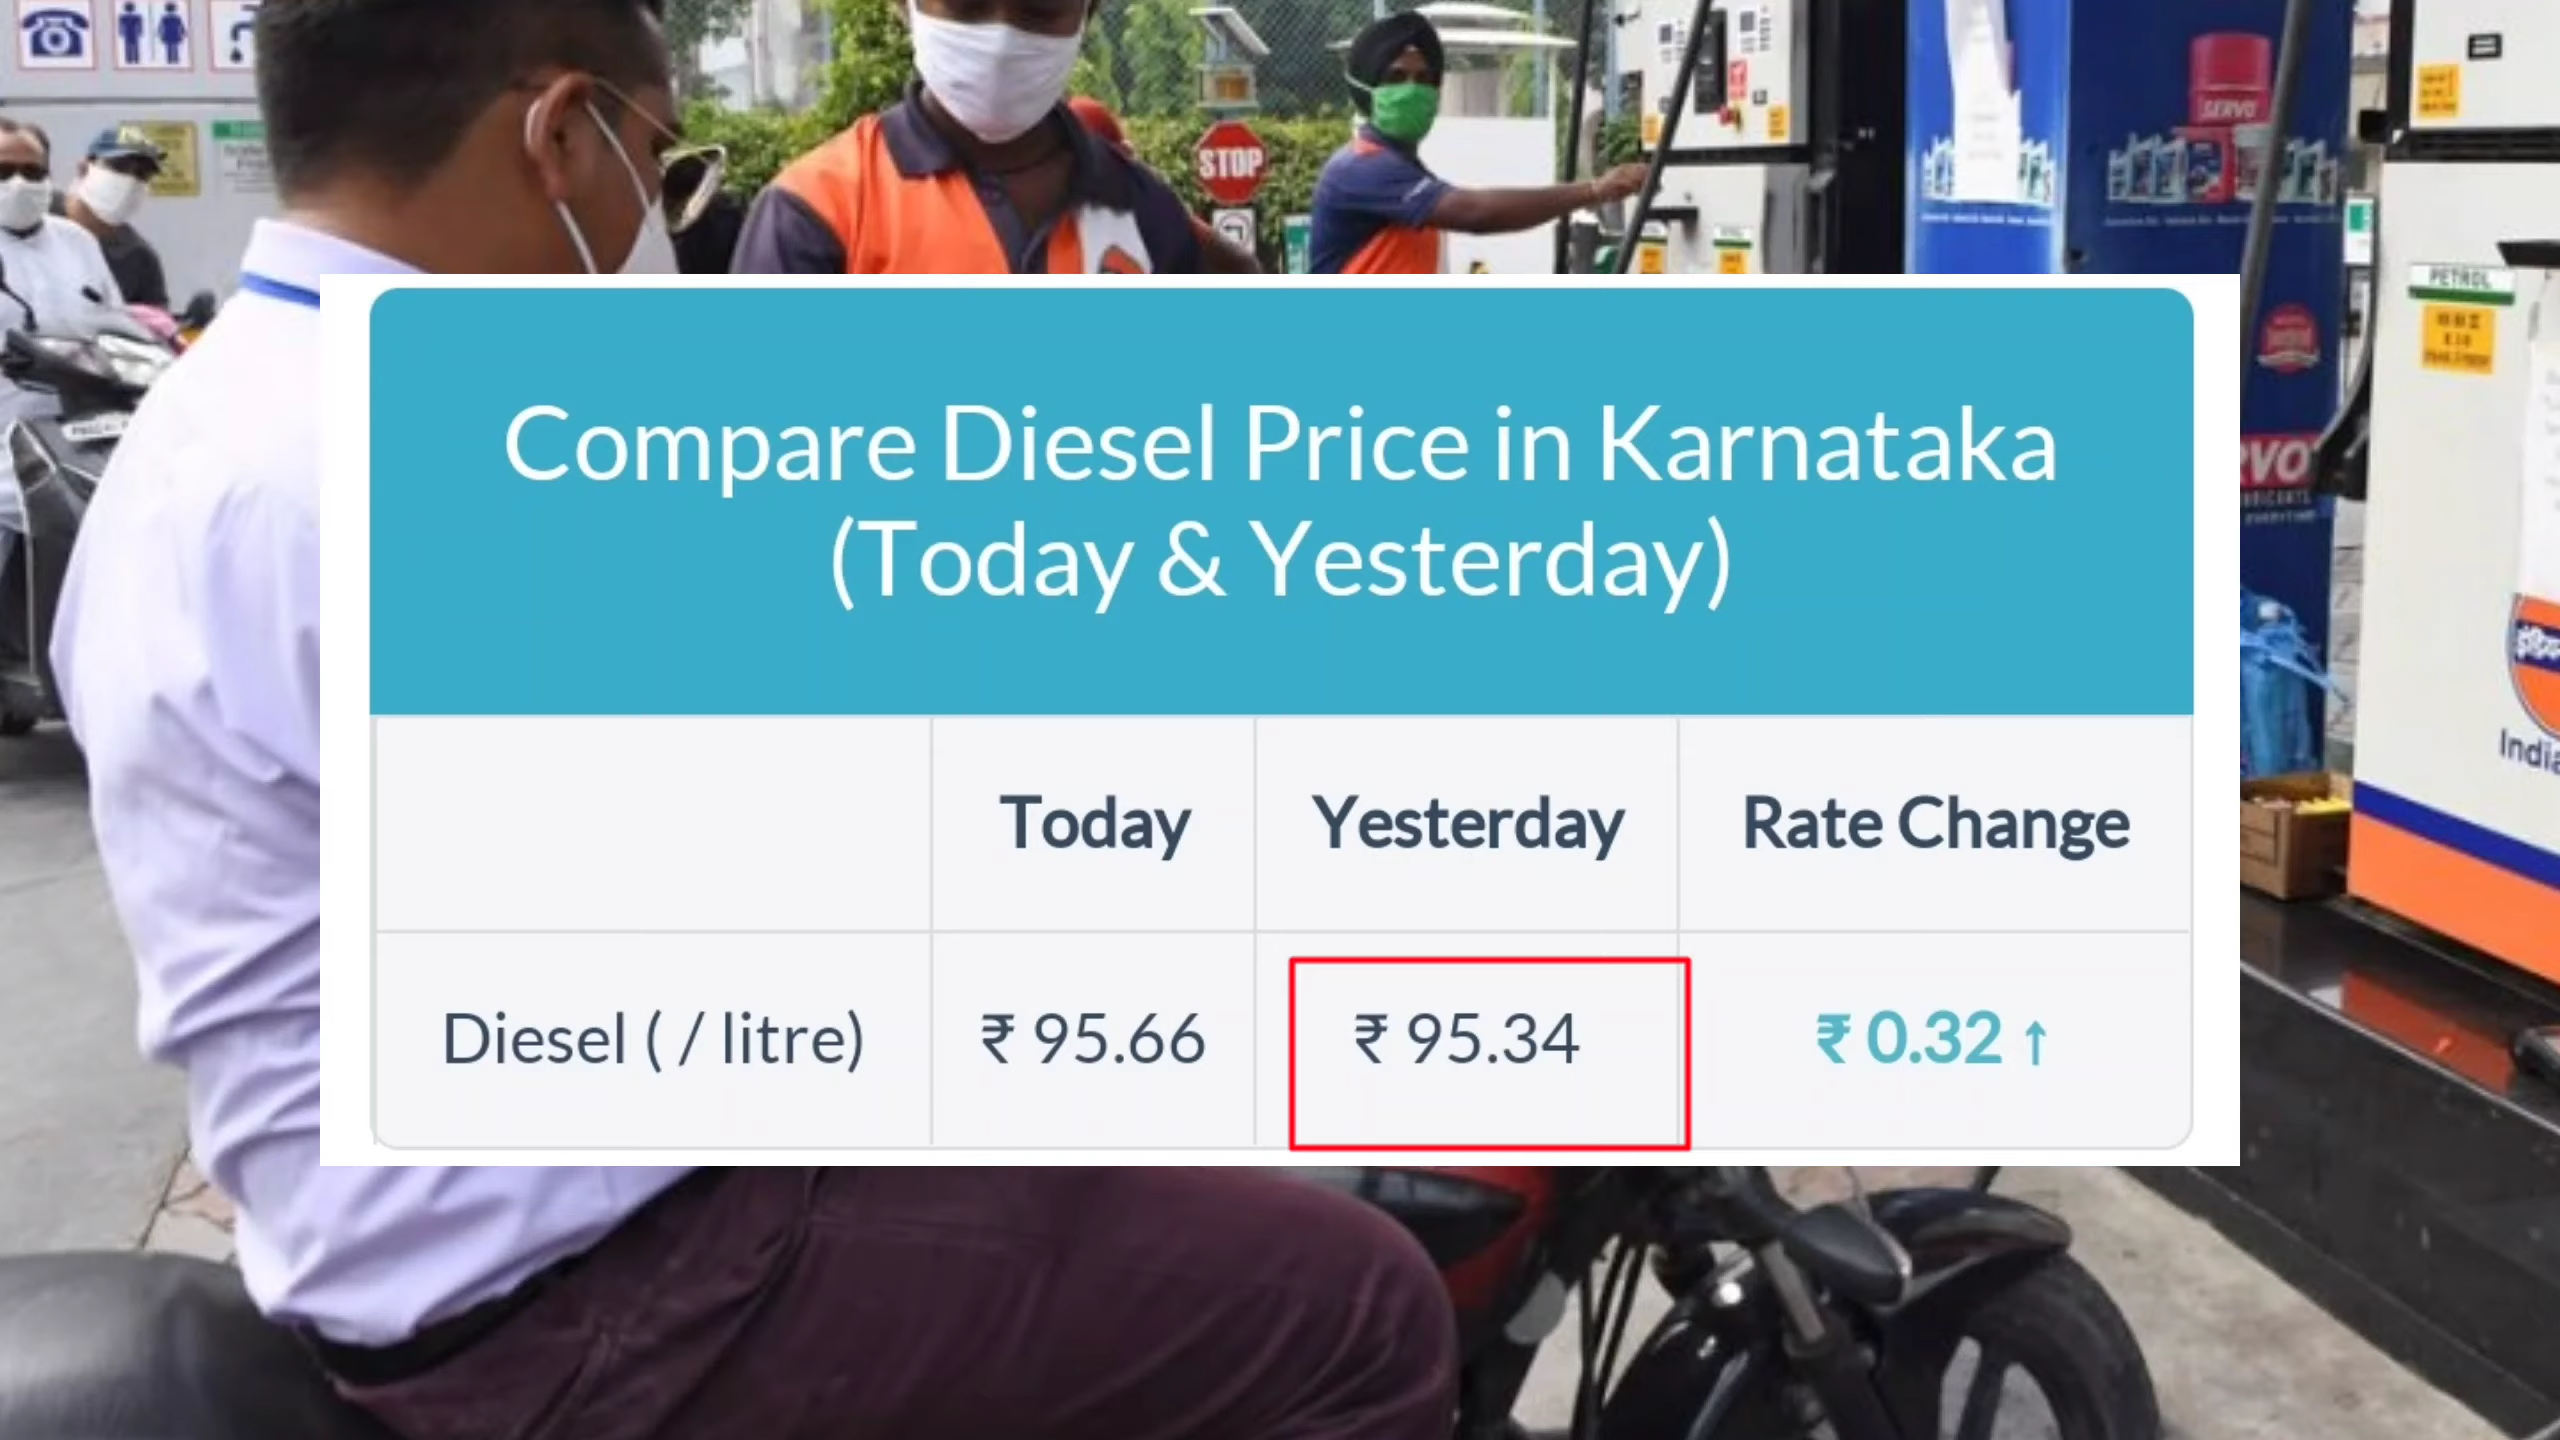 STOP
SERVO
PETROL
RVO
India
Compare Diesel Price in Karnataka
(Today & Yesterday)
Today Yesterday Rate Change
Diesel ( / litre) ₹ 95.66 ₹ 95.34 ₹ 0.32 ↑